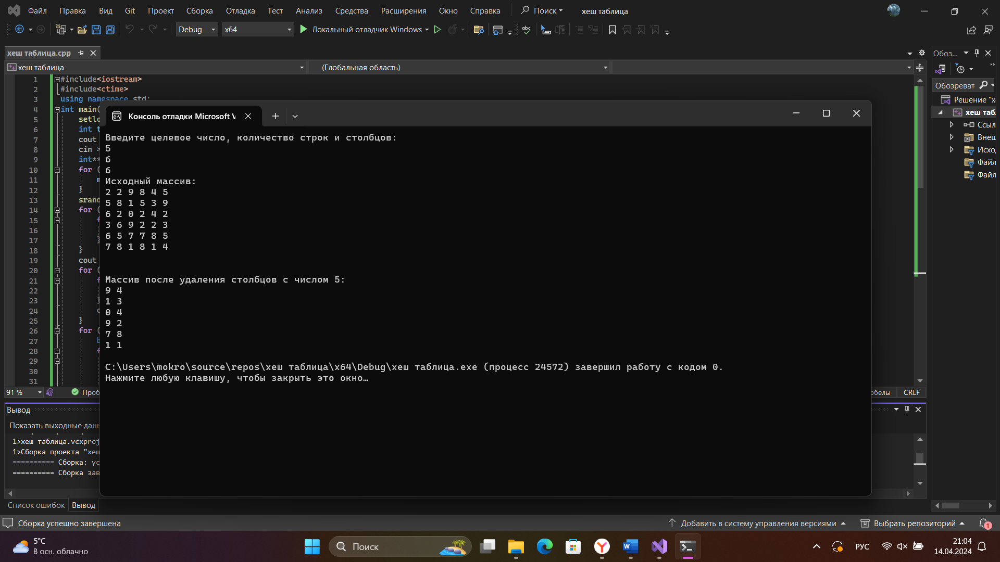 Файл Правка Вид Git Проект Сборка Отладка Тест Анализ Средства Расширения Окно Справка Поиск хеш таблица
Debug x64 Локальный отладчик Windows
хеш таблица.cpp
хеш таблица (Глобальная область)
1 #include<iostream>
2 #include<ctime>
3 using namespace std;
4 int main(
5 setlo
6 int t
7 cout
8 cin >
9 int**
10 for (
11 m
12 }
13 srand
14 for (
15 f
16
17 }
18 }
19 cout
20 for (
21 f
22
23 }
24 c
25 }
26 for (
27 b
28 f
29
30
31
91 % Проб
обелы CRLF
Консоль отладки Microsoft V
Введите целевое число, количество строк и столбцов:
5
6
6
Исходный массив:
2 2 9 8 4 5
5 8 1 5 3 9
6 2 0 2 4 2
3 6 9 2 2 3
6 5 7 7 8 5
7 8 1 8 1 4
Массив после удаления столбцов с числом 5:
9 4
1 3
0 4
9 2
7 8
1 1
C:\Users\mokro\source\repos\хеш таблица\x64\Debug\хеш таблица.exe (процесс 24572) завершил работу с кодом 0.
Нажмите любую клавишу, чтобы закрыть это окно…
Обоз...
Обозреват
Решение "х
хеш таб
Ссыл
Внеш
Исхо
Файл
Файл
Вывод
Показать выходные дан
1>хеш таблица.vcxproj
1>Сборка проекта "хеш
========== Сборка: ус
========== Сборка зав
Список ошибок Вывод
Сборка успешно завершена Добавить в систему управления версиями Выбрать репозиторий 1
5°C
В осн. облачно
Поиск
РУС
21:04
14.04.2024